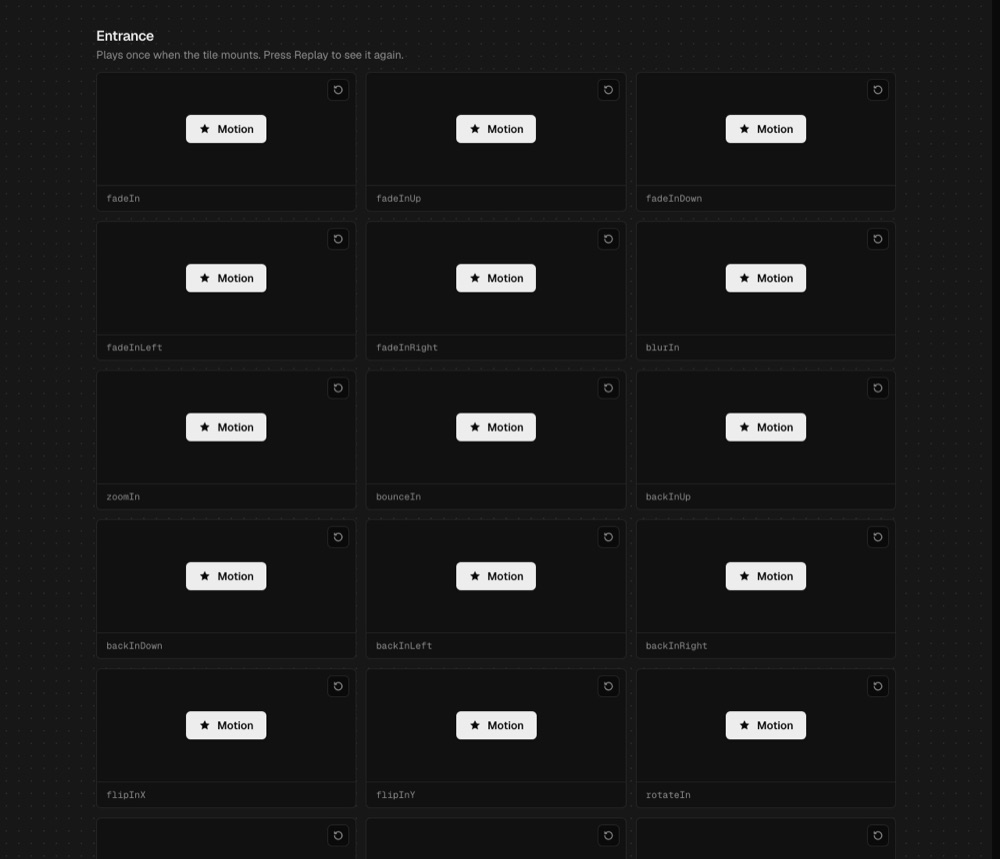 Entrance
Plays once when the tile mounts. Press Replay to see it again.
Motion
Motion
Motion
fadeIn
fadeInUp
fadeInDown
Motion
Motion
Motion
fadeInLeft
fadeInRight
blurIn
Motion
Motion
Motion
zoomIn
bounceIn
backInUp
Motion
Motion
Motion
backInDown
backInLeft
backInRight
Motion
Motion
Motion
flipInX
flipInY
rotateIn